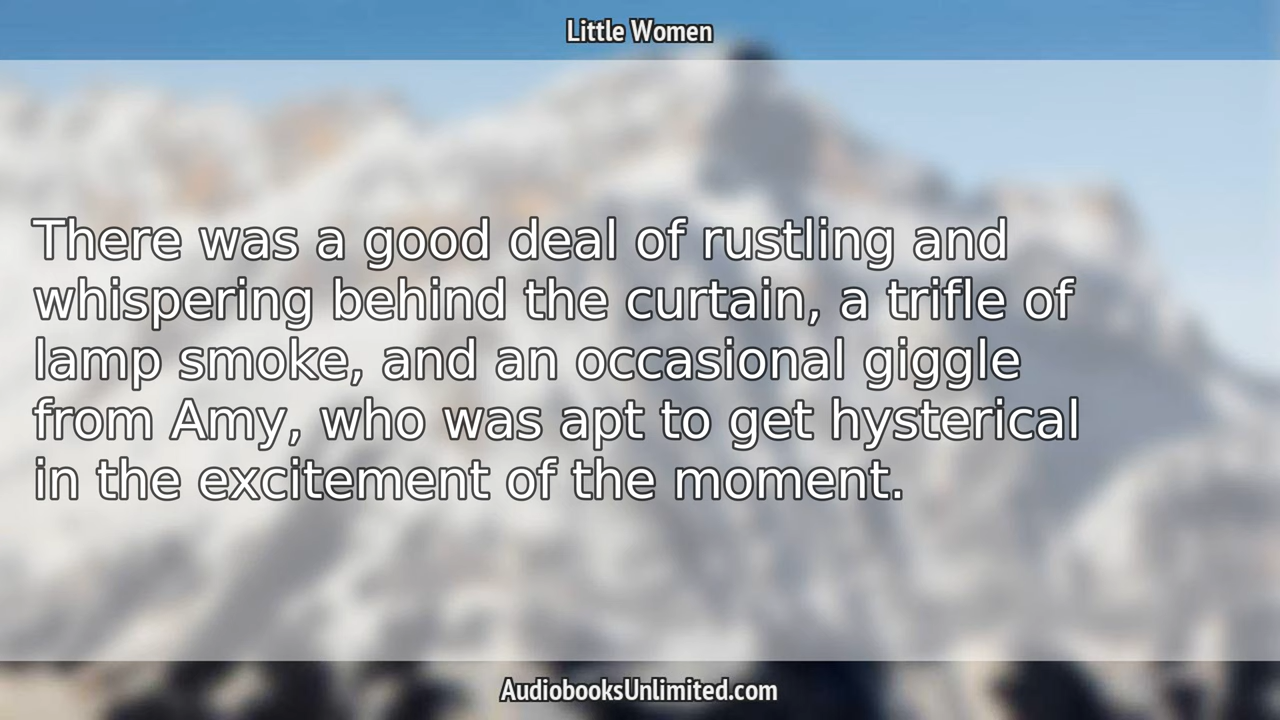 Little Women
There was a good deal of rustling and
whispering behind the curtain, a trifle of
lamp smoke, and an occasional giggle
from Amy, who was apt to get hysterical
in the excitement of the moment.
AudiobooksUnlimited.com